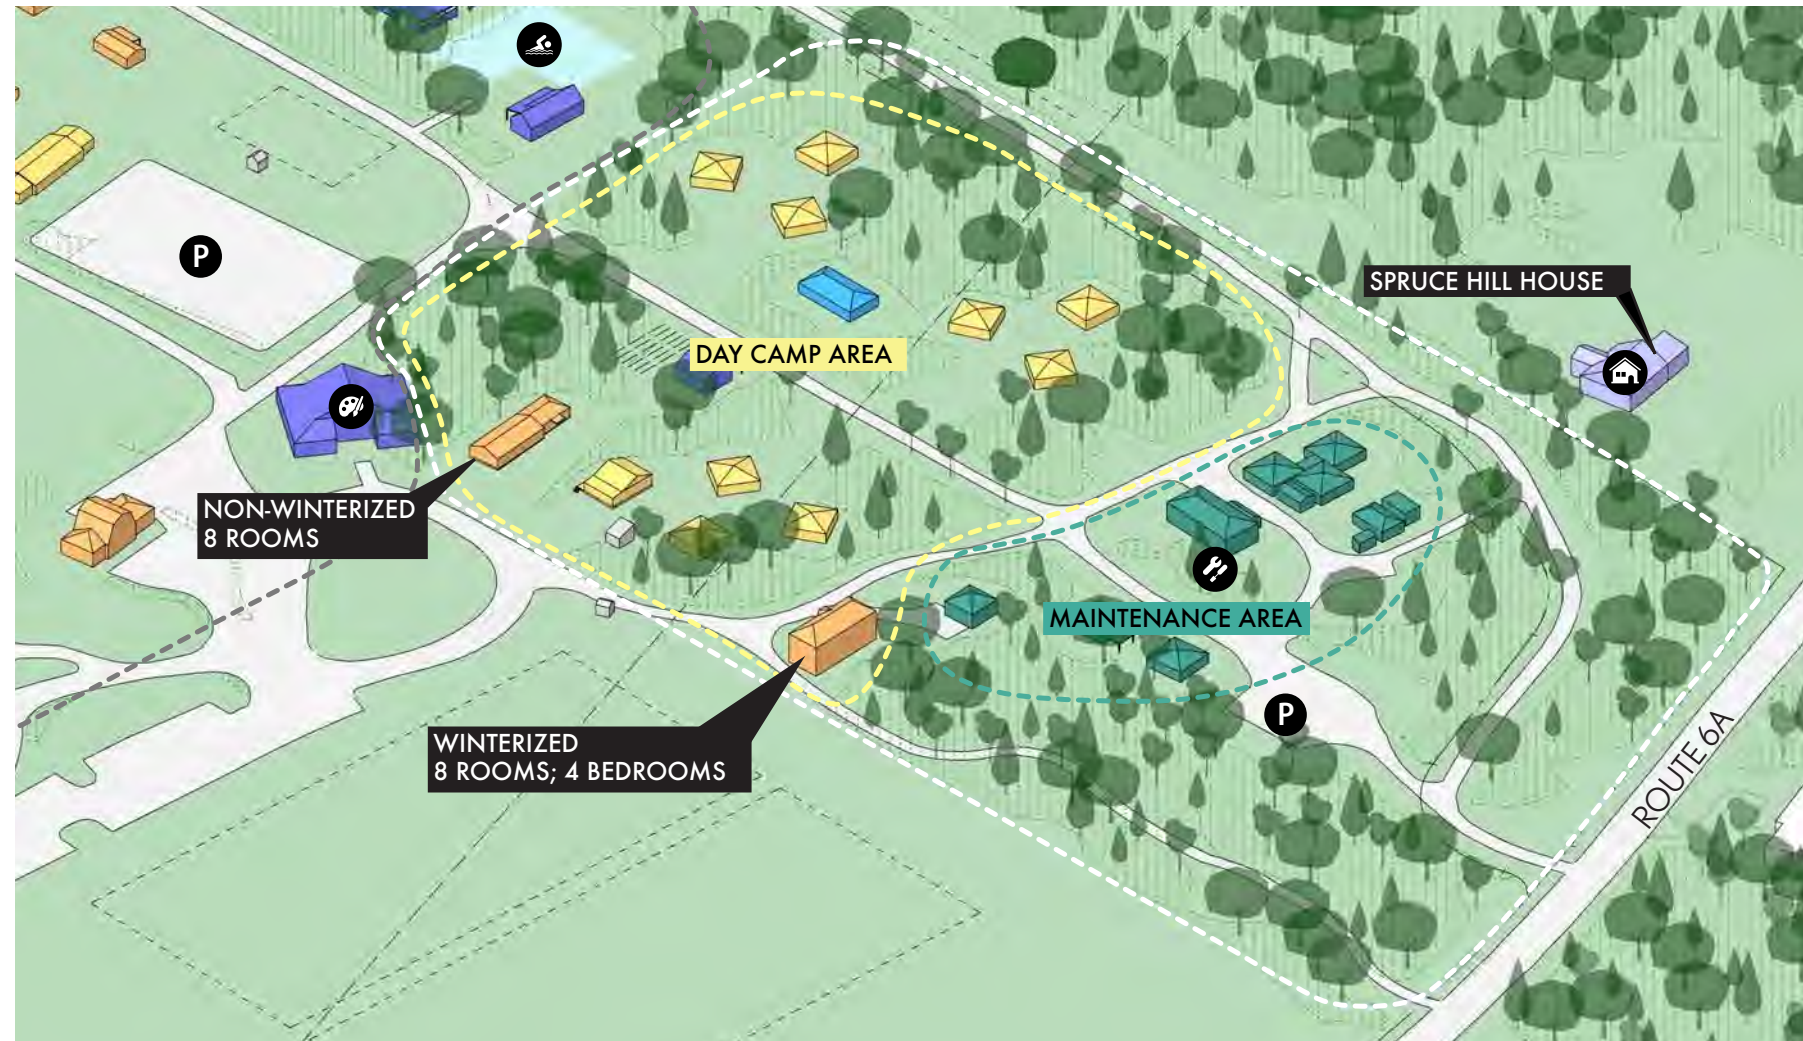 P
SPRUCE HILL HOUSE
DAY CAMP AREA
NON-WINTERIZED
8 ROOMS
MAINTENANCE AREA
P
WINTERIZED
8 ROOMS; 4 BEDROOMS
ROUTE 6A